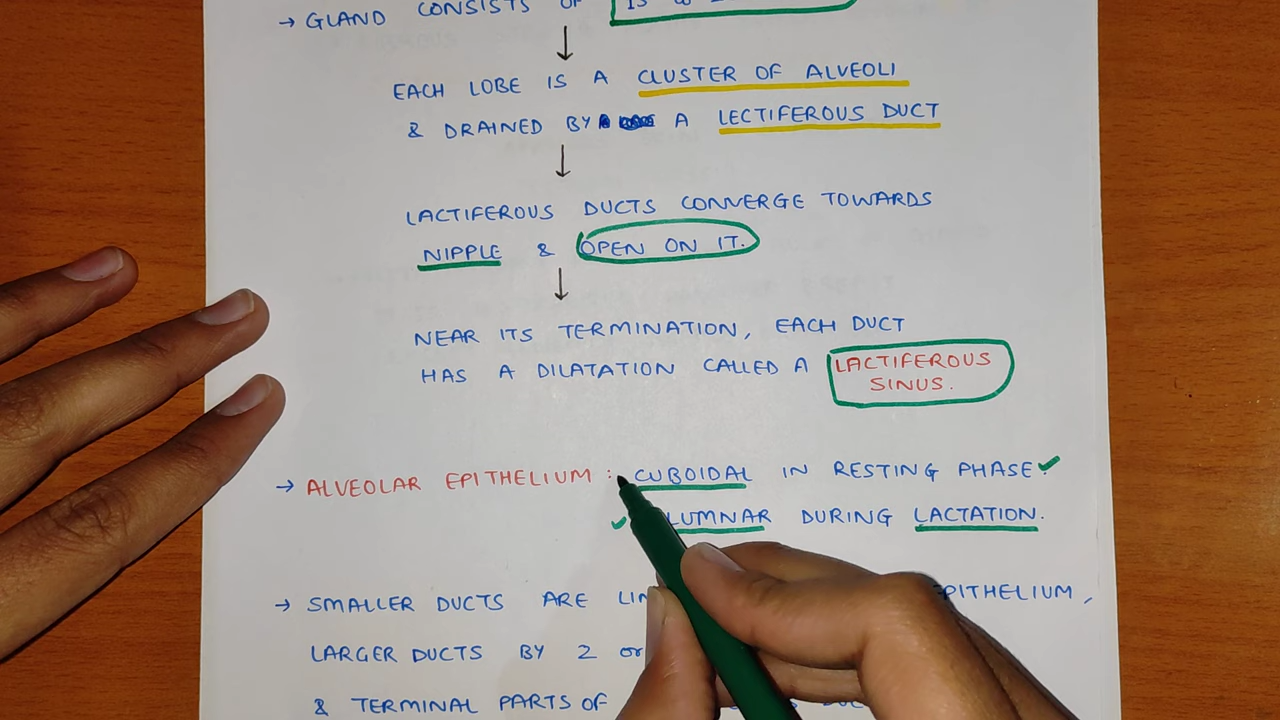 → GLAND CONSISTS OF
EACH LOBE IS A CLUSTER OF ALVEOLI
& DRAINED BY A LECTIFEROUS DUCT
LACTIFEROUS DUCTS CONVERGE TOWARDS
NIPPLE & OPEN ON IT.
NEAR ITS TERMINATION, EACH DUCT
HAS A DILATATION CALLED A LACTIFEROUS
SINUS.
→ ALVEOLAR EPITHELIUM : CUBOIDAL IN RESTING PHASE
LUMNAR DURING LACTATION.
→ SMALLER DUCTS ARE EPITHELIUM,
LARGER DUCTS BY 2 or
& TERMINAL PARTS OF